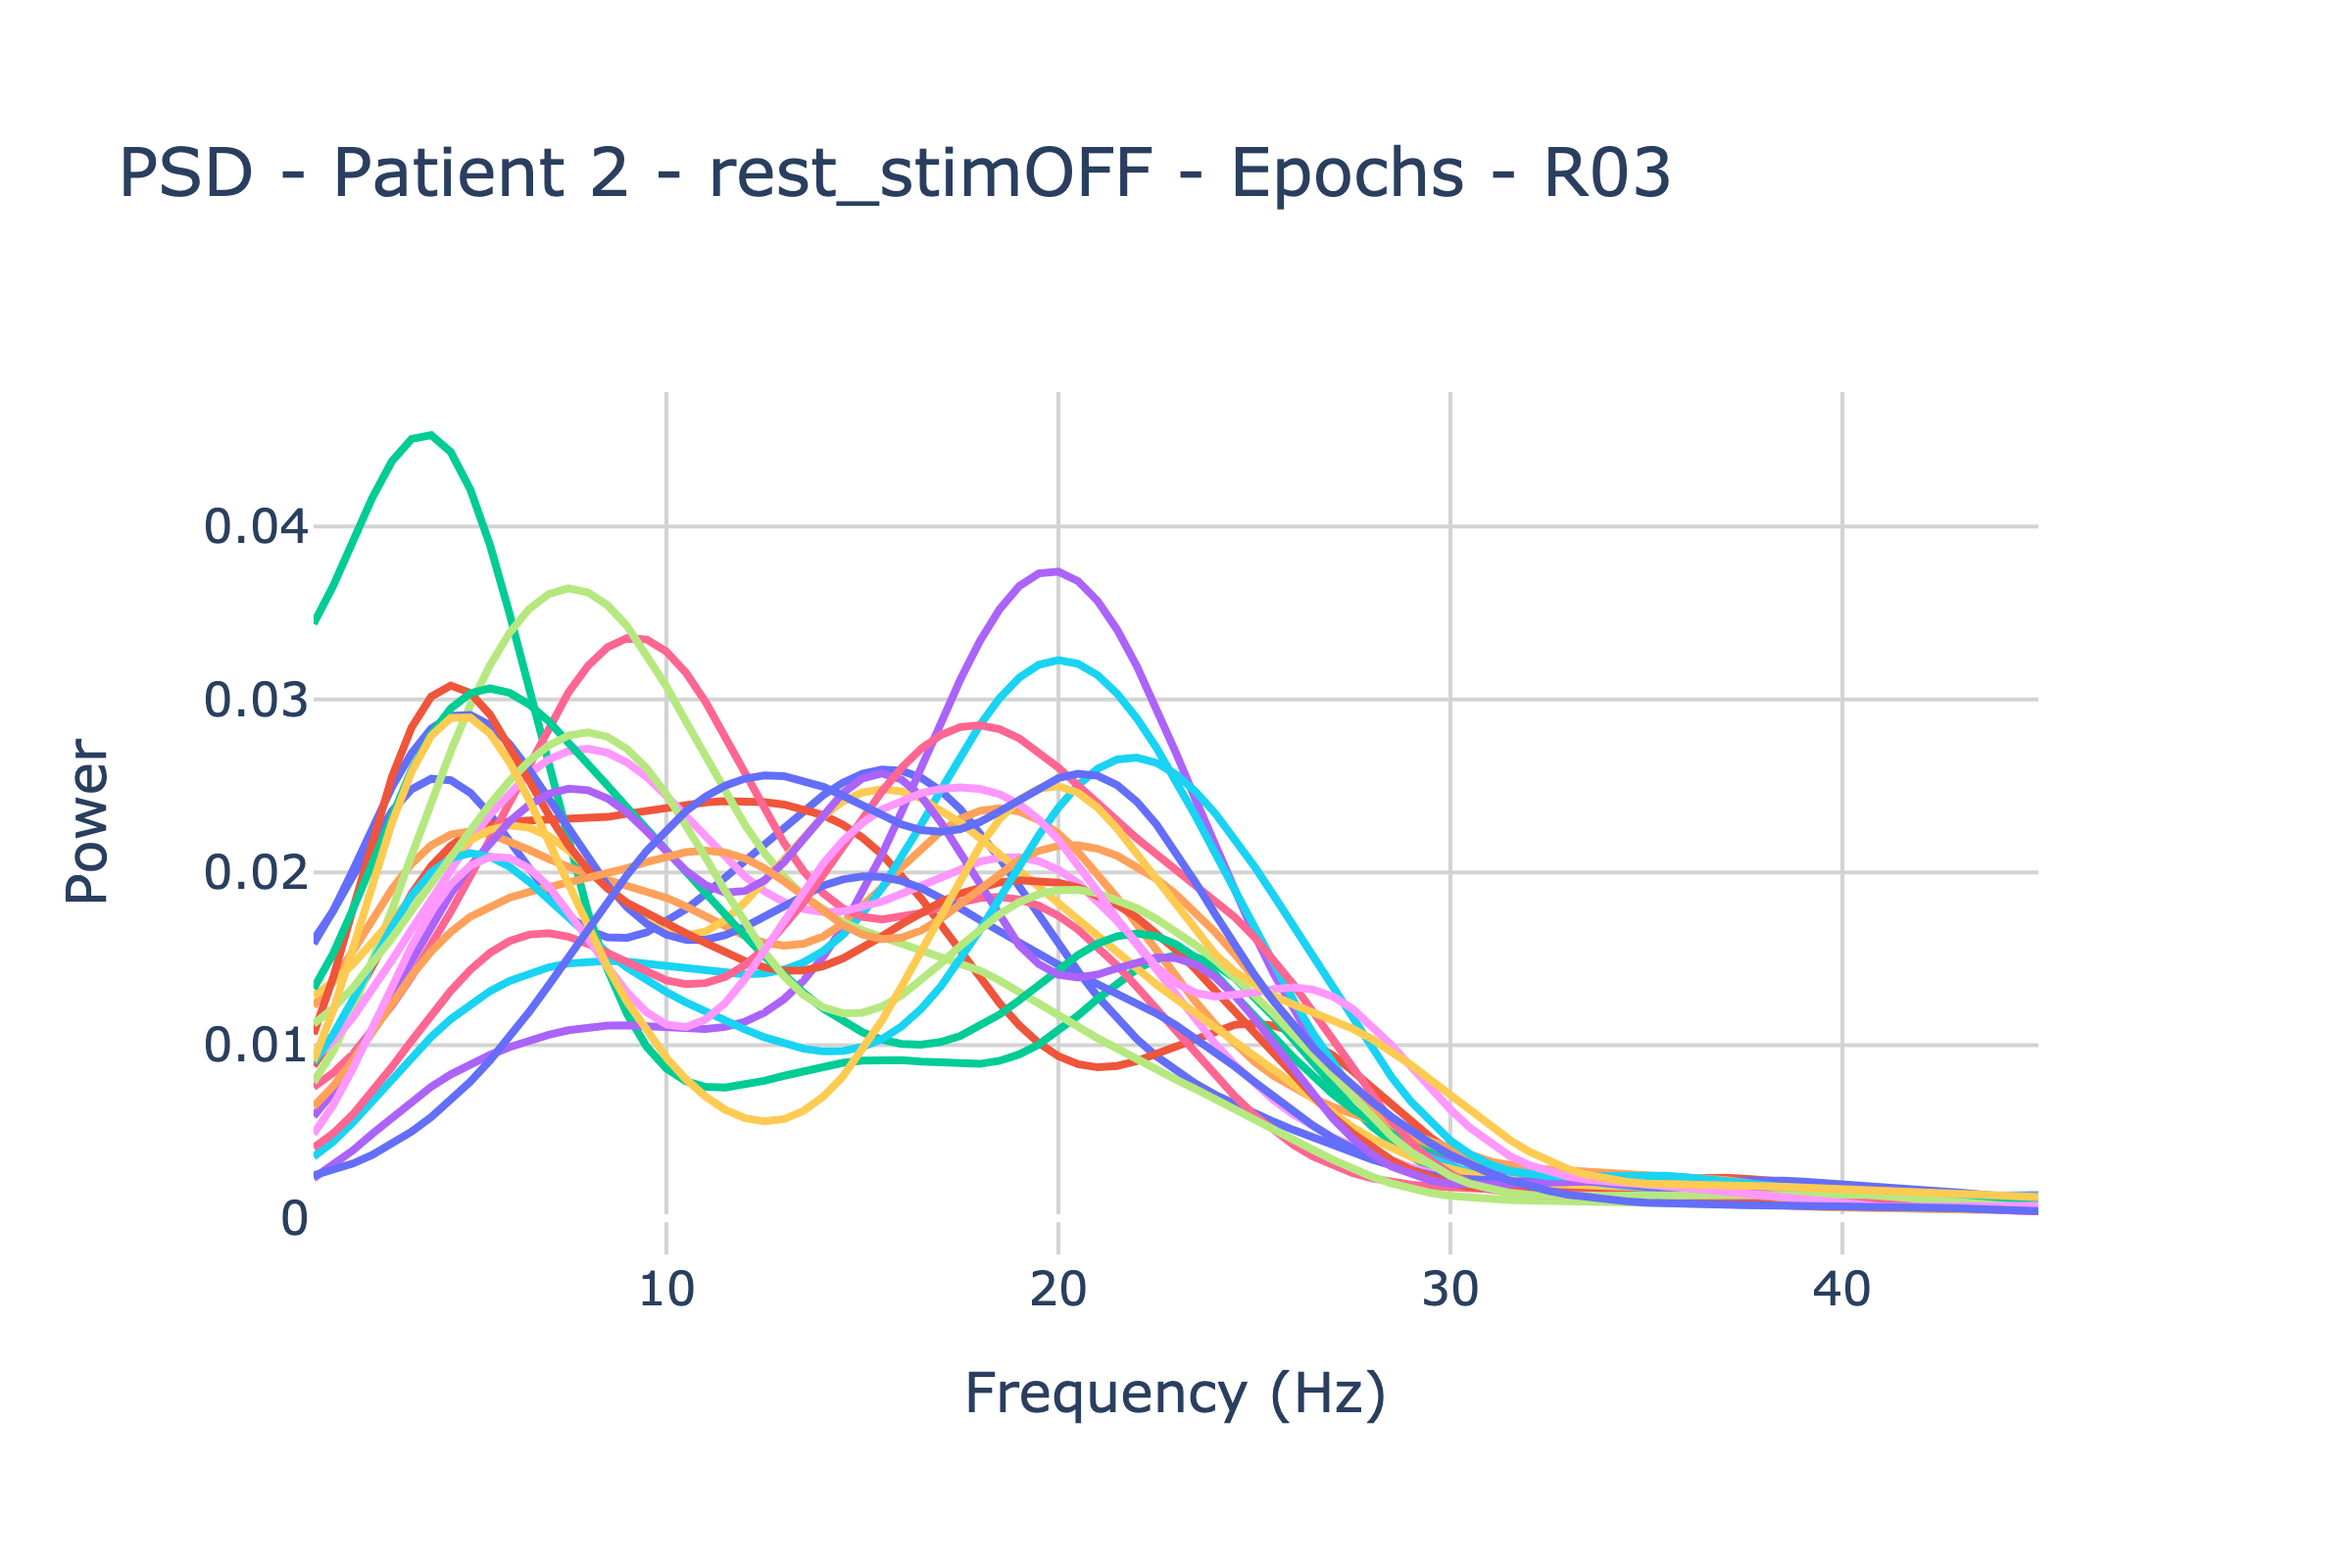 PSD - Patient 2 - rest_stimOFF - Epochs - R03
0.04
0.03
0.02
0.01
0
Power
10 20 30 40
Frequency (Hz)